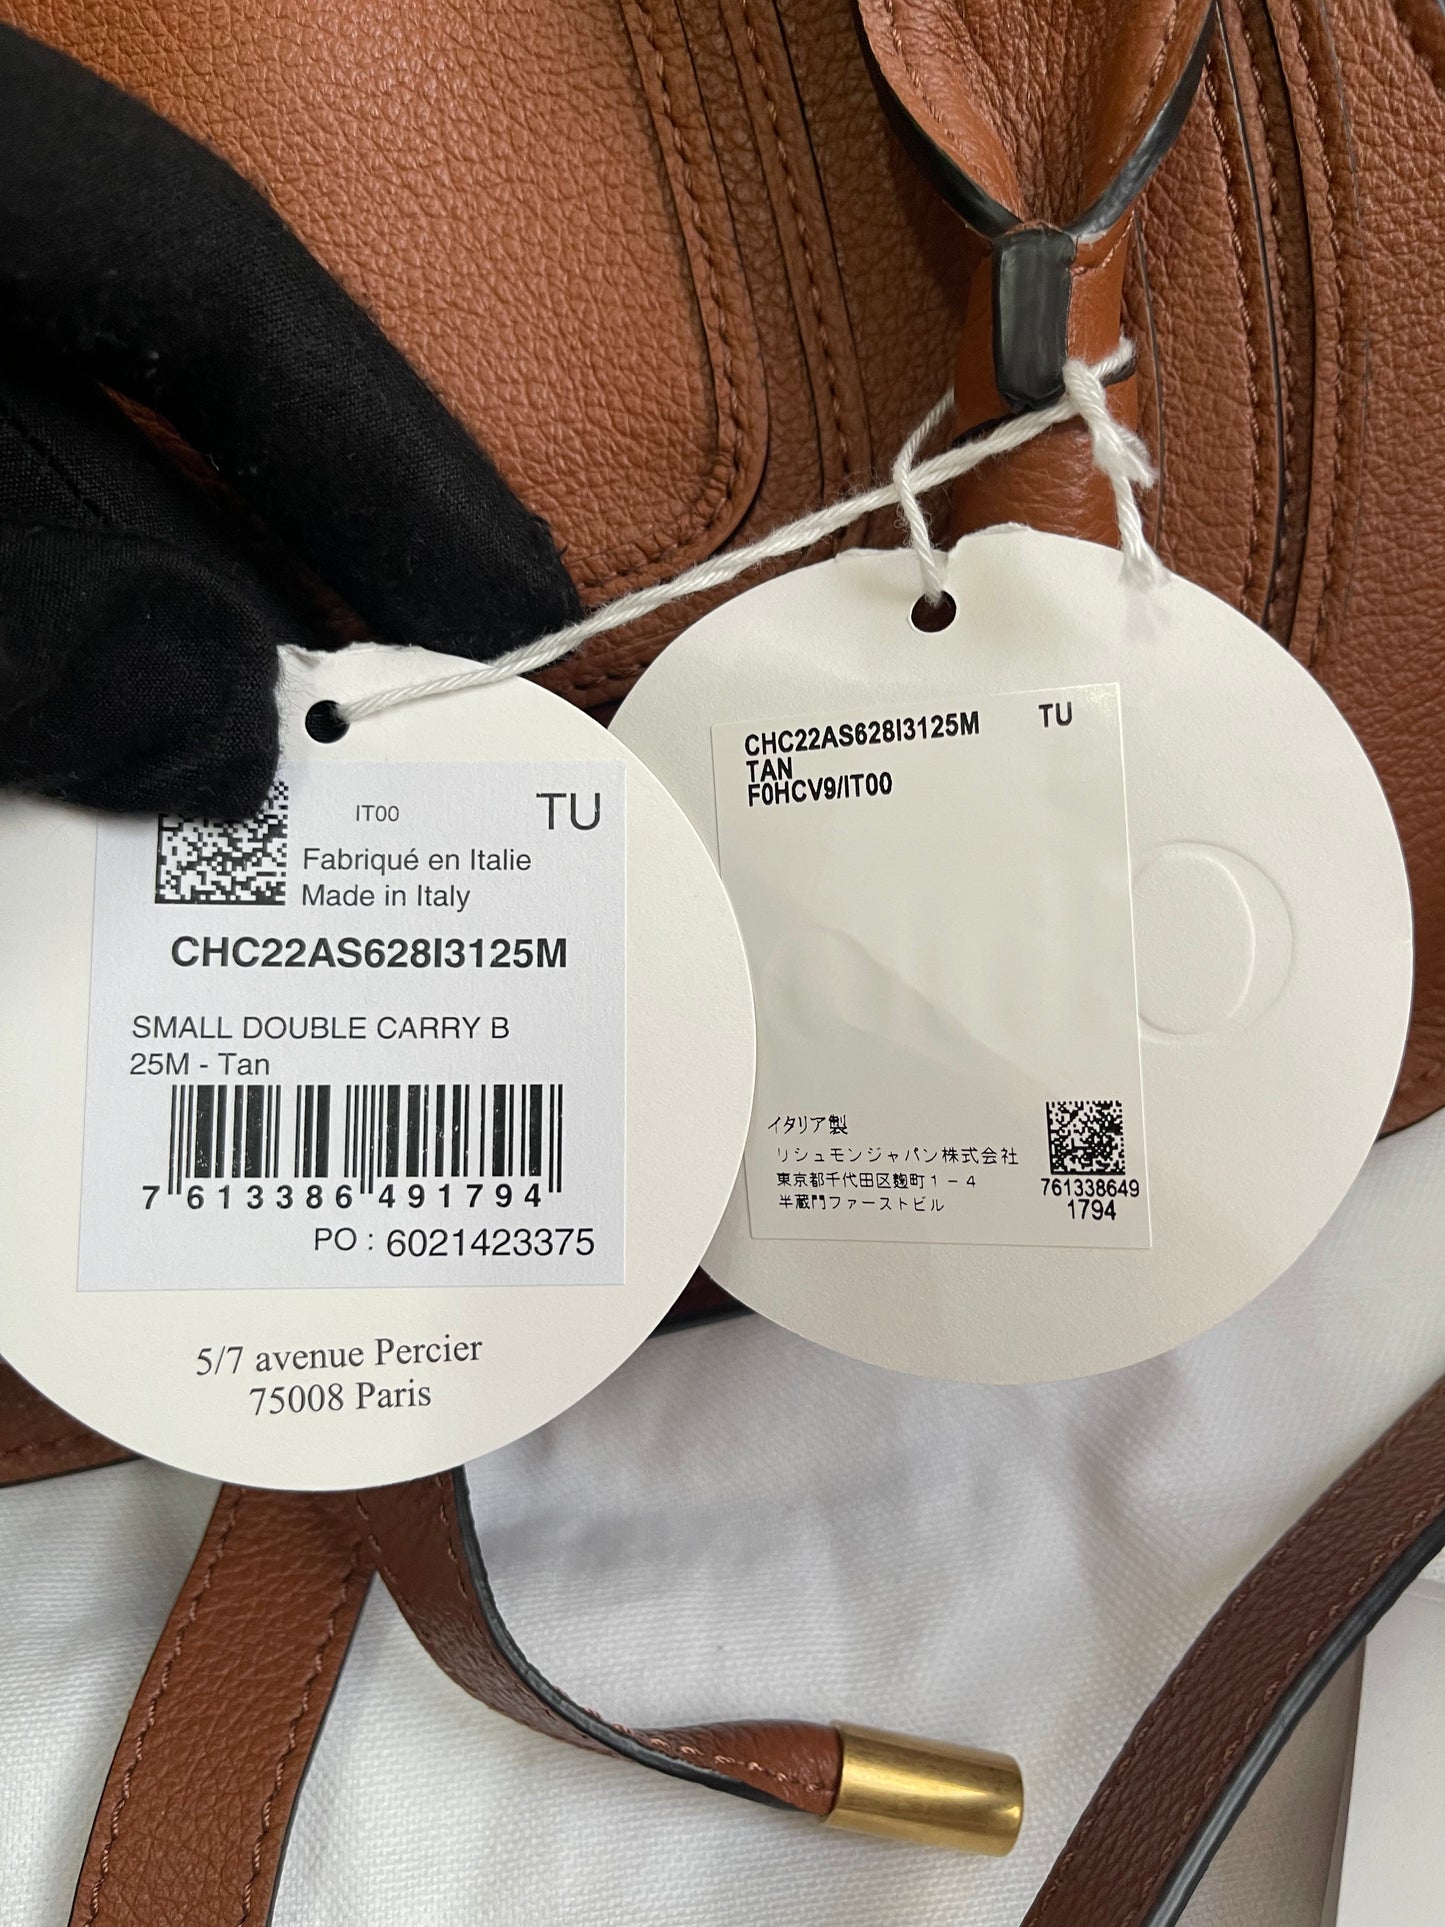 IT00
TU
Fabriqué en Italie
Made in Italy
CHC22AS628I3125M
SMALL DOUBLE CARRY B
25M - Tan
7 613386 491794
PO : 6021423375
5/7 avenue Percier
75008 Paris
CHC22AS628I3125M TU
TAN
F0HCV9/IT00
イタリア製
リシュモンジャパン株式会社
東京都千代田区麹町1-4
半蔵門ファーストビル
761338649
1794